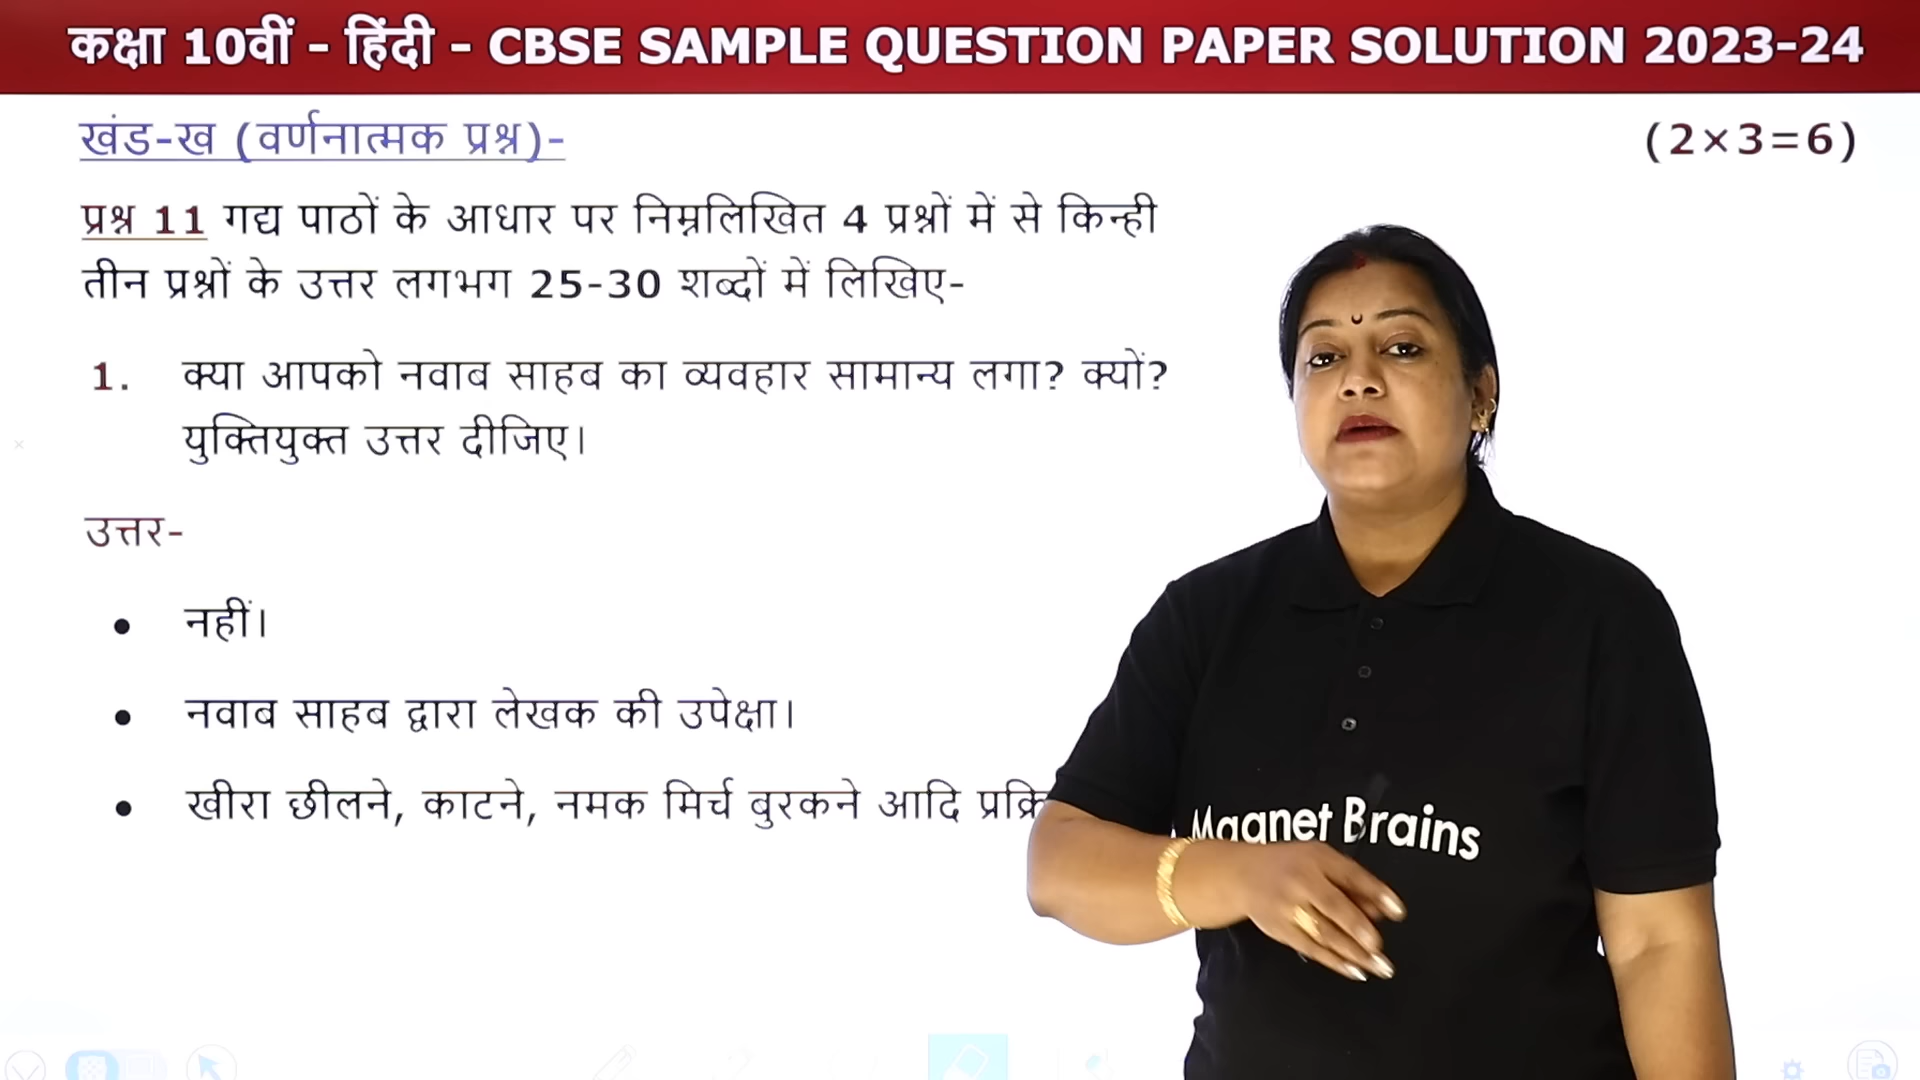 कक्षा 10वीं - हिंदी - CBSE SAMPLE QUESTION PAPER SOLUTION 2023-24
खंड-ख (वर्णनात्मक प्रश्न)- (2×3=6)
प्रश्न 11 गद्य पाठों के आधार पर निम्नलिखित 4 प्रश्नों में से किन्ही
तीन प्रश्नों के उत्तर लगभग 25-30 शब्दों में लिखिए-
1. क्या आपको नवाब साहब का व्यवहार सामान्य लगा? क्यों?
युक्तियुक्त उत्तर दीजिए।
उत्तर-
• नहीं।
• नवाब साहब द्वारा लेखक की उपेक्षा।
• खीरा छीलने, काटने, नमक मिर्च बुरकने आदि
Magnet Brains